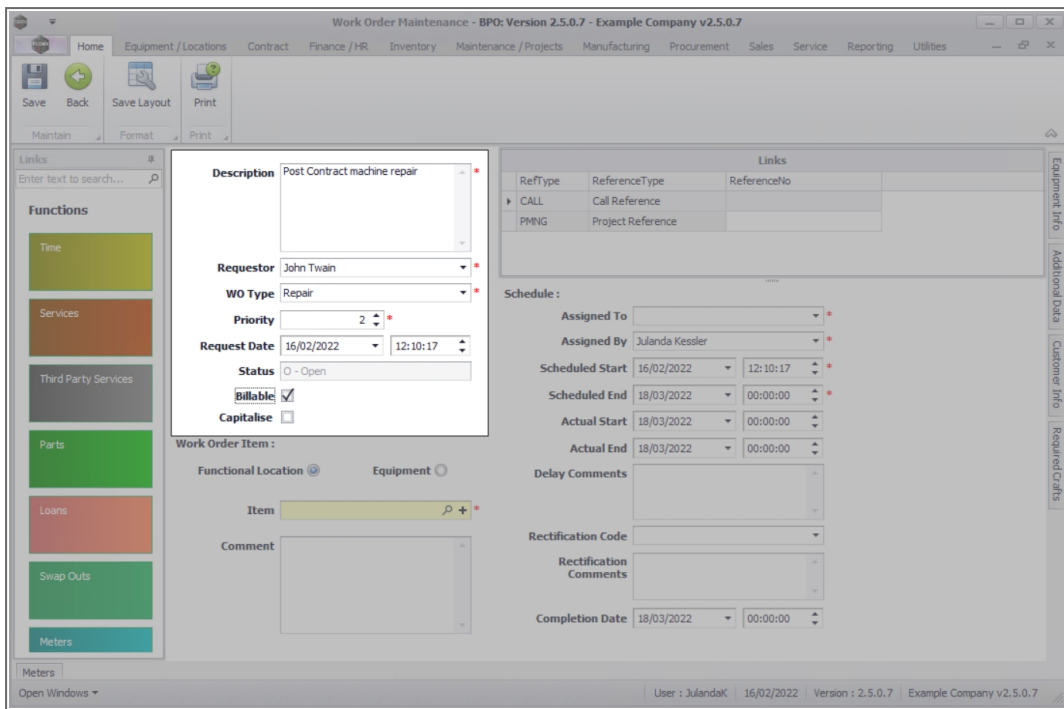 Work Order Maintenance - BPO: Version 2.5.0.7 - Example Company v2.5.0.7
Home Equipment / Locations Contract Finance / HR Inventory Maintenance / Projects Manufacturing Procurement Sales Service Reporting Utilities
Save Back Save Layout Print
Maintain Format Print
Links
Enter text to search...
Functions
Time
Services
Third Party Services
Parts
Loans
Swap Outs
Meters
Description Post Contract machine repair *
Requestor John Twain *
WO Type Repair *
Priority 2 *
Request Date 16/02/2022 12:10:17
Status O - Open
Billable
Capitalise
Work Order Item :
Functional Location Equipment
Item *
Comment
Links
RefType ReferenceType ReferenceNo
CALL Call Reference
PMNG Project Reference
Schedule :
Assigned To *
Assigned By Julanda Kessler *
Scheduled Start 16/02/2022 12:10:17 *
Scheduled End 18/03/2022 00:00:00 *
Actual Start 18/03/2022 00:00:00
Actual End 18/03/2022 00:00:00
Delay Comments
Rectification Code
Rectification
Comments
Completion Date 18/03/2022 00:00:00
Equipment Info
Additional Data
Customer Info
Required Crafts
Meters
Open Windows User : JulandaK 16/02/2022 Version : 2.5.0.7 Example Company v2.5.0.7